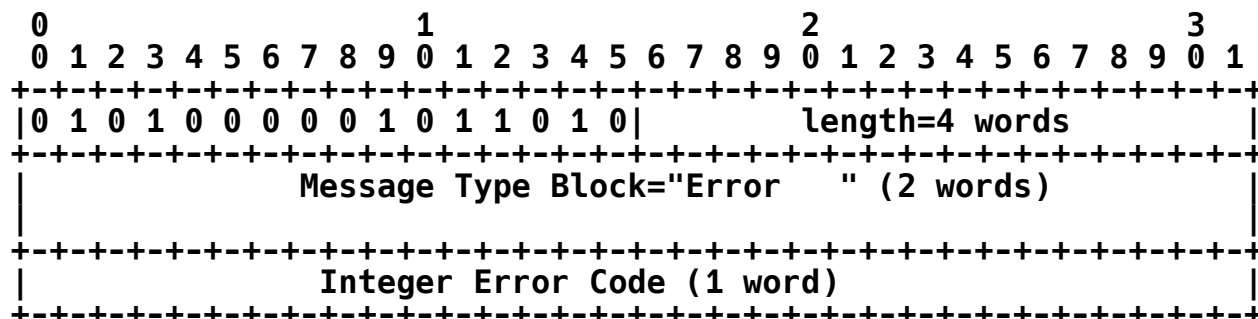 0                   1                   2                   3
 0 1 2 3 4 5 6 7 8 9 0 1 2 3 4 5 6 7 8 9 0 1 2 3 4 5 6 7 8 9 0 1
+-+-+-+-+-+-+-+-+-+-+-+-+-+-+-+-+-+-+-+-+-+-+-+-+-+-+-+-+-+-+-+-+
|0 1 0 1 0 0 0 0 0 1 0 1 1 0 1 0|        length=4 words         |
+-+-+-+-+-+-+-+-+-+-+-+-+-+-+-+-+-+-+-+-+-+-+-+-+-+-+-+-+-+-+-+-+
|              Message Type Block="Error   " (2 words)          |
|                                                               |
+-+-+-+-+-+-+-+-+-+-+-+-+-+-+-+-+-+-+-+-+-+-+-+-+-+-+-+-+-+-+-+-+
|               Integer Error Code (1 word)                     |
+-+-+-+-+-+-+-+-+-+-+-+-+-+-+-+-+-+-+-+-+-+-+-+-+-+-+-+-+-+-+-+-+